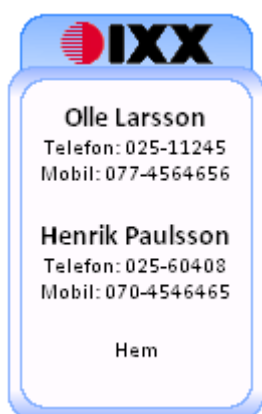 IXX
Olle Larsson
Telefon: 025-11245
Mobil: 077-4564656
Henrik Paulsson
Telefon: 025-60408
Mobil: 070-4546465
Hem